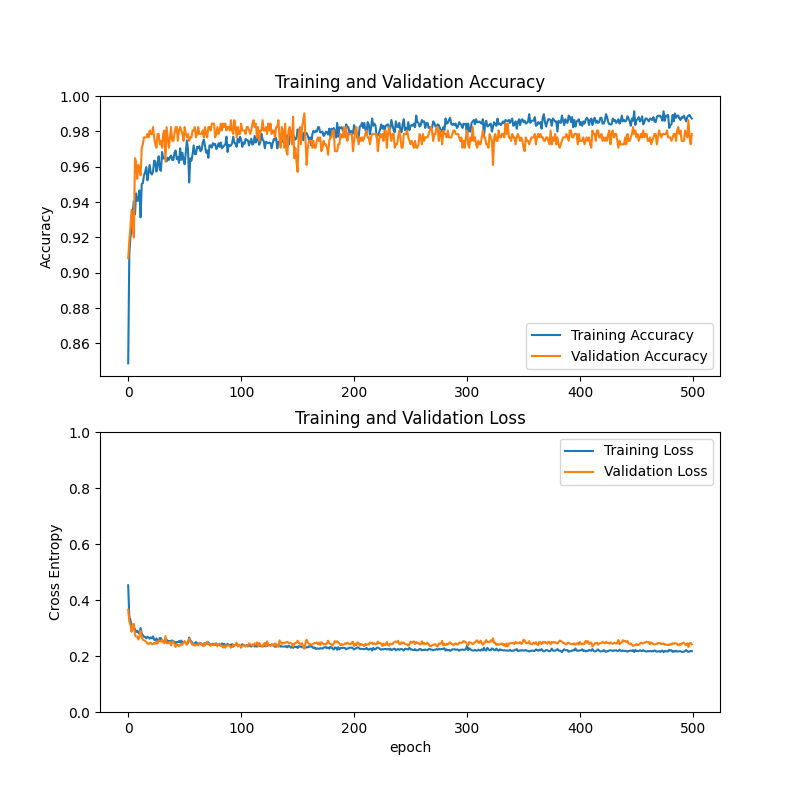 Training and Validation Accuracy
1.00
0.98
0.96
0.94
0.92
0.90
0.88
0.86
Accuracy
Training Accuracy
Validation Accuracy
0 100 200 300 400 500
Training and Validation Loss
1.0
0.8
0.6
0.4
0.2
0.0
Cross Entropy
Training Loss
Validation Loss
0 100 200 300 400 500
epoch